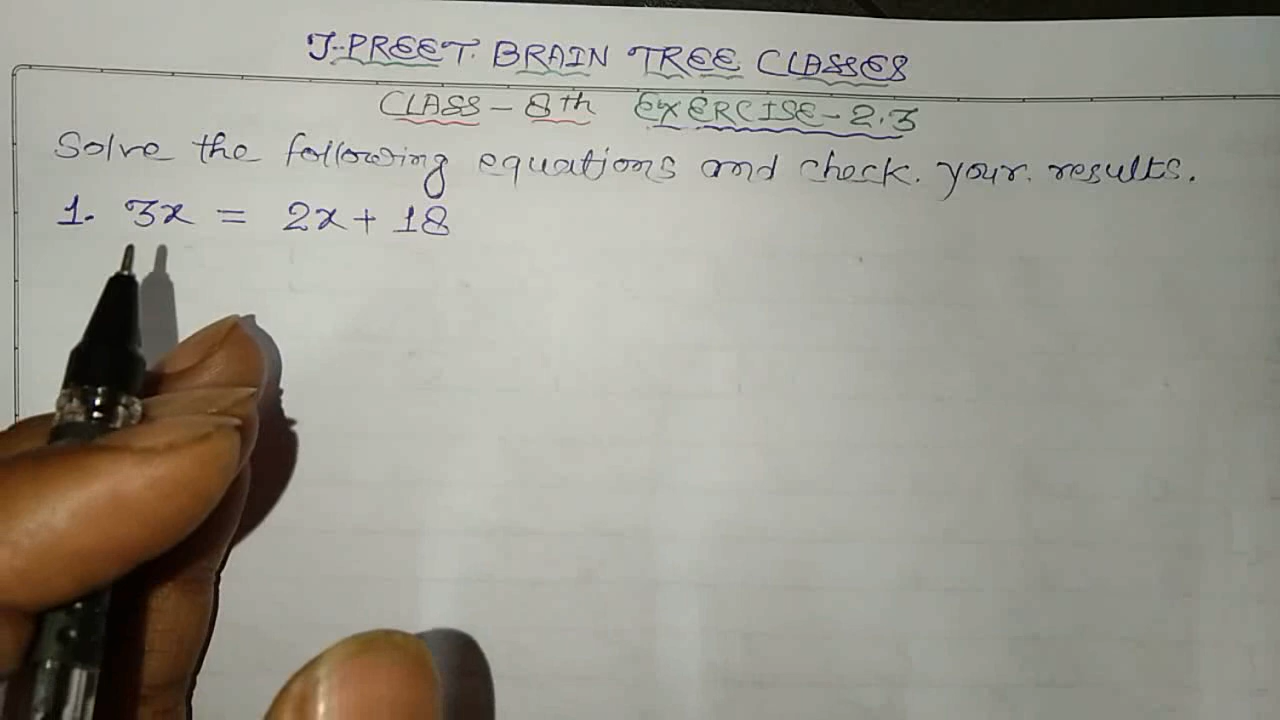 J.PREET. BRAIN TREE CLASSES
CLASS - 8th EXERCISE - 2.3
Solve the following equations and check. your. results.
1. 3x = 2x + 18